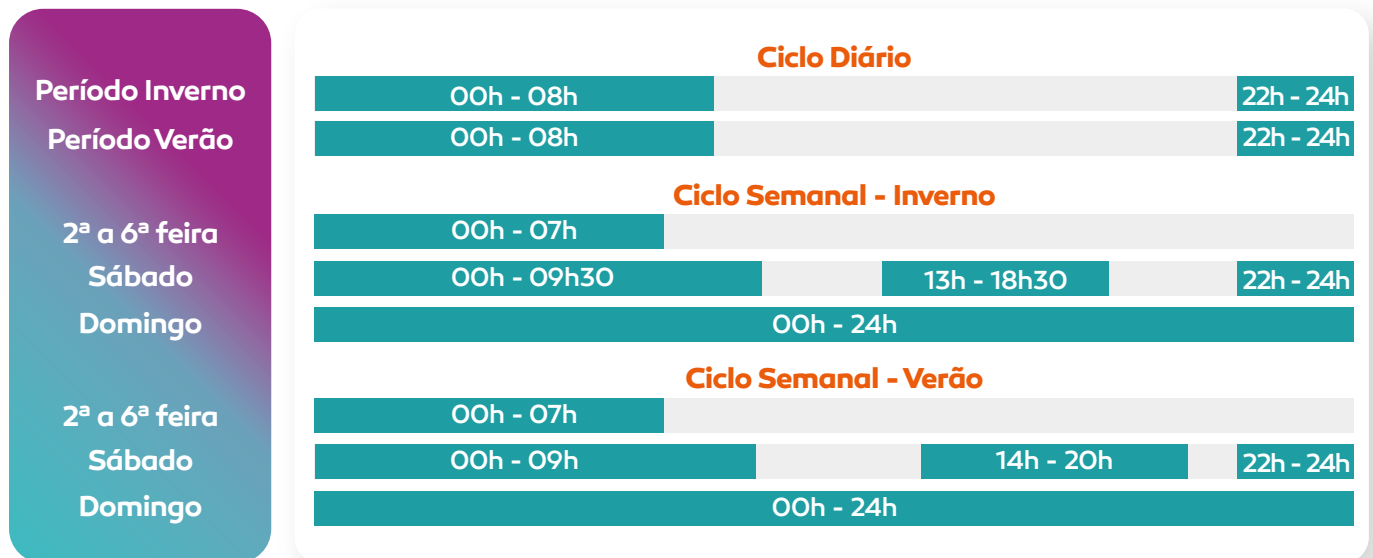 Ciclo Diário
Período Inverno 00h - 08h 22h - 24h
Período Verão 00h - 08h 22h - 24h
Ciclo Semanal - Inverno
2ª a 6ª feira 00h - 07h
Sábado 00h - 09h30 13h - 18h30 22h - 24h
Domingo 00h - 24h
Ciclo Semanal - Verão
2ª a 6ª feira 00h - 07h
Sábado 00h - 09h 14h - 20h 22h - 24h
Domingo 00h - 24h